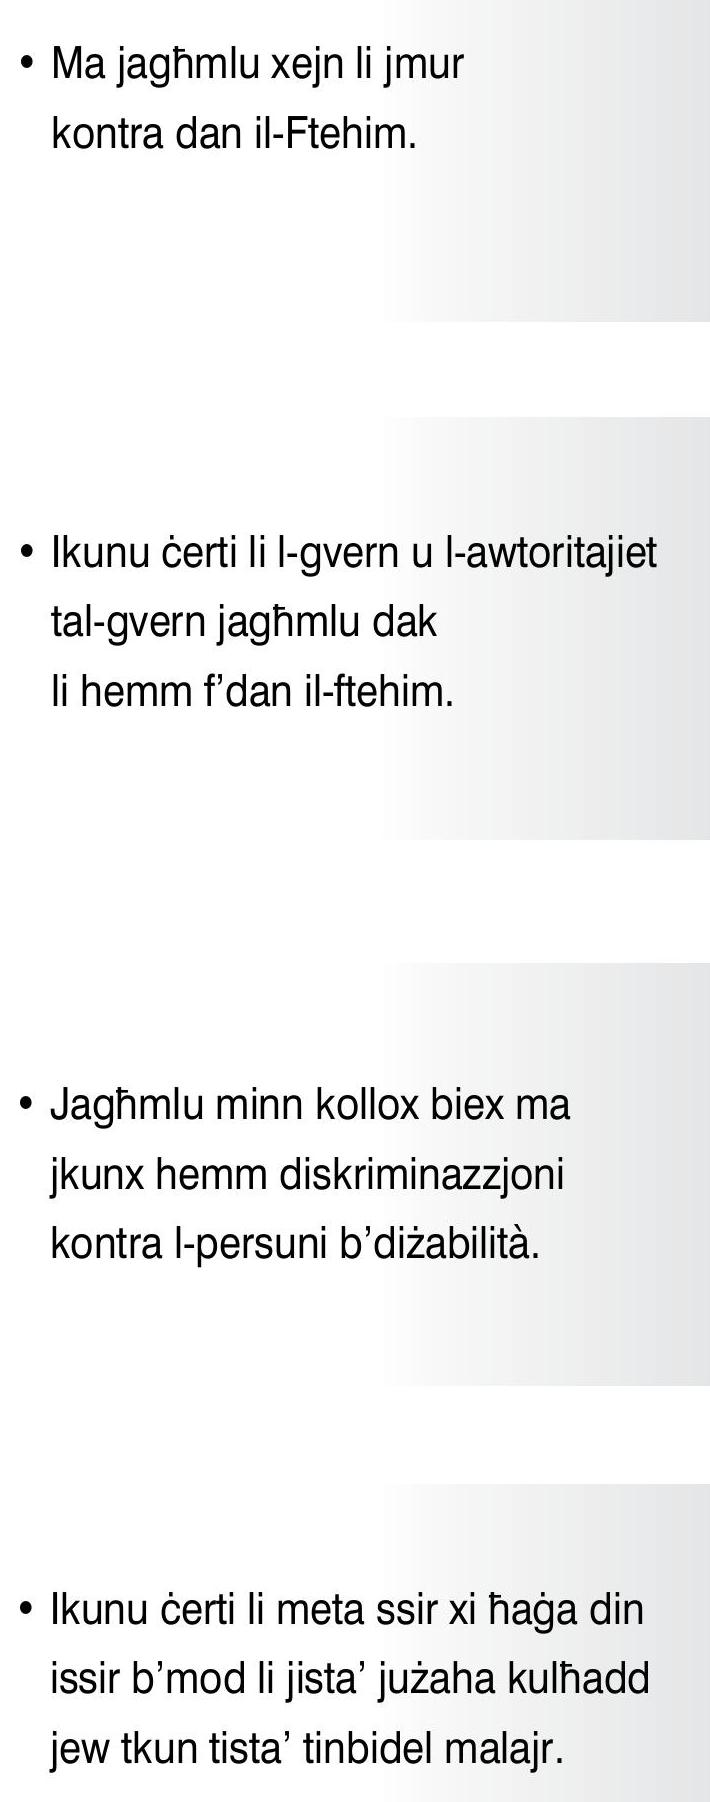 • Ma jagħmlu xejn li jmur
kontra dan il-Ftehim.
• Ikunu ċerti li l-gvern u l-awtoritajiet
tal-gvern jagħmlu dak
li hemm f’dan il-ftehim.
• Jagħmlu minn kollox biex ma
jkunx hemm diskriminazzjoni
kontra l-persuni b’diżabilità.
• Ikunu ċerti li meta ssir xi ħaġa din
issir b’mod li jista’ jużaha kulħadd
jew tkun tista’ tinbidel malajr.